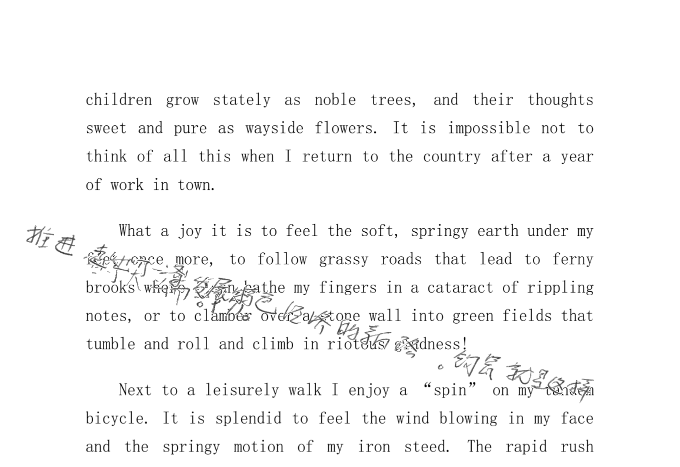 children grow stately as noble trees, and their thoughts
sweet and pure as wayside flowers. It is impossible not to
think of all this when I return to the country after a year
of work in town.
What a joy it is to feel the soft, springy earth under my
feet once more, to follow grassy roads that lead to ferny
brooks where I can bathe my fingers in a cataract of rippling
notes, or to clamber over a stone wall into green fields that
tumble and roll and climb in riotous gladness!
Next to a leisurely walk I enjoy a “spin” on my tandem
bicycle. It is splendid to feel the wind blowing in my face
and the springy motion of my iron steed. The rapid rush
推进